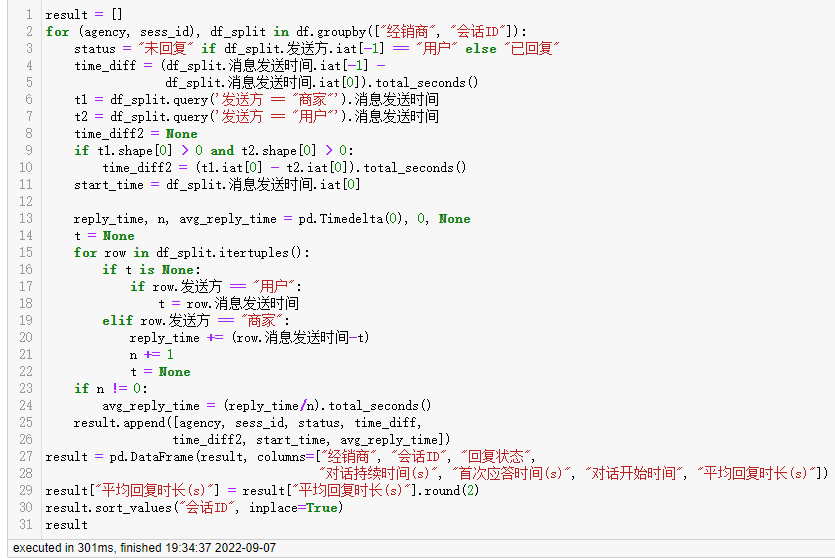 1 result = []
2 for (agency, sess_id), df_split in df.groupby(["经销商", "会话ID"]):
3     status = "未回复" if df_split.发送方.iat[-1] == "用户" else "已回复"
4     time_diff = (df_split.消息发送时间.iat[-1] -
5                  df_split.消息发送时间.iat[0]).total_seconds()
6     t1 = df_split.query('发送方 == "商家"').消息发送时间
7     t2 = df_split.query('发送方 == "用户"').消息发送时间
8     time_diff2 = None
9     if t1.shape[0] > 0 and t2.shape[0] > 0:
10         time_diff2 = (t1.iat[0] - t2.iat[0]).total_seconds()
11     start_time = df_split.消息发送时间.iat[0]
12
13     reply_time, n, avg_reply_time = pd.Timedelta(0), 0, None
14     t = None
15     for row in df_split.itertuples():
16         if t is None:
17             if row.发送方 == "用户":
18                 t = row.消息发送时间
19         elif row.发送方 == "商家":
20             reply_time += (row.消息发送时间-t)
21             n += 1
22             t = None
23     if n != 0:
24         avg_reply_time = (reply_time/n).total_seconds()
25     result.append([agency, sess_id, status, time_diff,
26                   time_diff2, start_time, avg_reply_time])
27 result = pd.DataFrame(result, columns=["经销商", "会话ID", "回复状态",
28                                        "对话持续时间(s)", "首次应答时间(s)", "对话开始时间", "平均回复时长(s)"])
29 result["平均回复时长(s)"] = result["平均回复时长(s)"].round(2)
30 result.sort_values("会话ID", inplace=True)
31 result
executed in 301ms, finished 19:34:37 2022-09-07